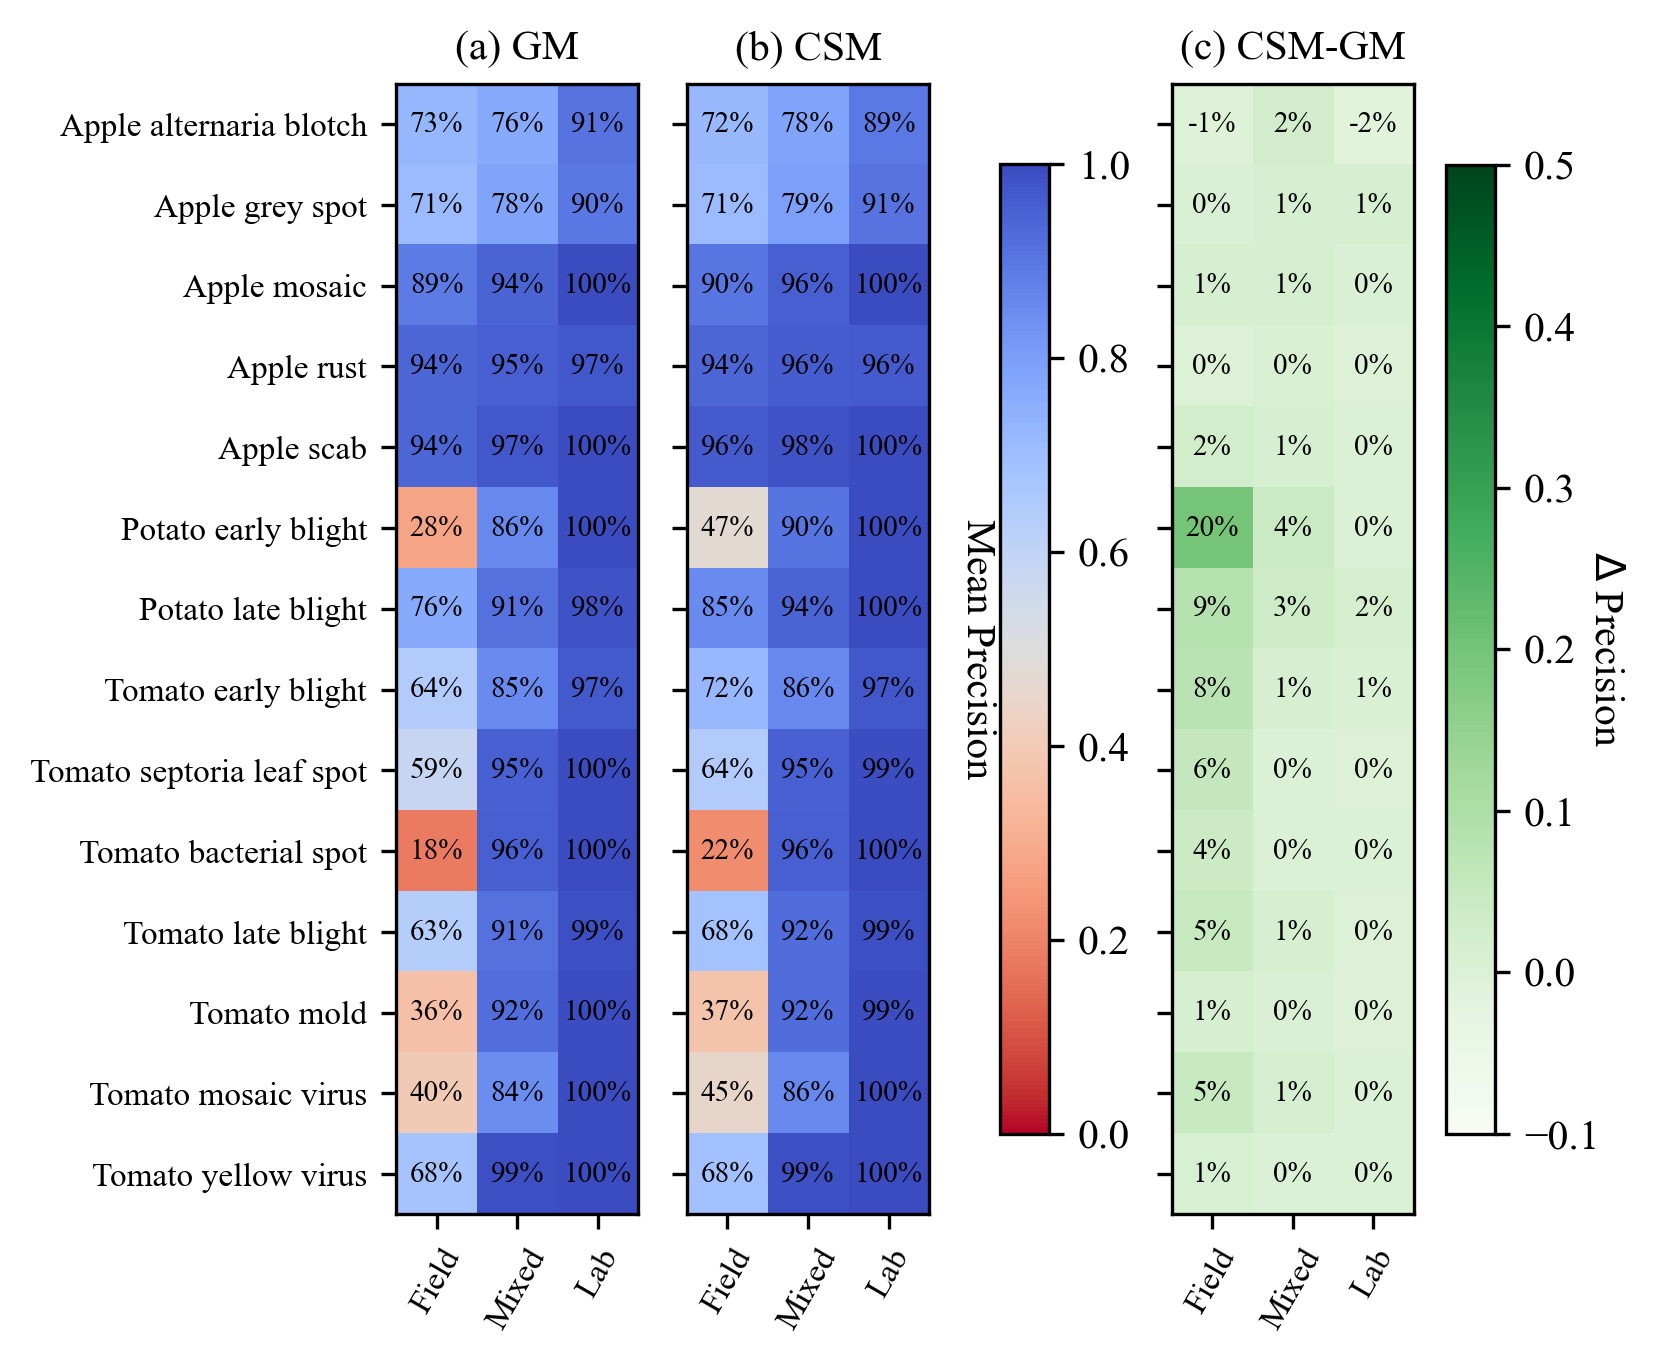 (a) GM (b) CSM (c) CSM-GM
Apple alternaria blotch 73% 76% 91% 72% 78% 89% -1% 2% -2%
Apple grey spot 71% 78% 90% 71% 79% 91% 0% 1% 1%
Apple mosaic 89% 94% 100% 90% 96% 100% 1% 1% 0%
Apple rust 94% 95% 97% 94% 96% 96% 0% 0% 0%
Apple scab 94% 97% 100% 96% 98% 100% 2% 1% 0%
Potato early blight 28% 86% 100% 47% 90% 100% 20% 4% 0%
Potato late blight 76% 91% 98% 85% 94% 100% 9% 3% 2%
Tomato early blight 64% 85% 97% 72% 86% 97% 8% 1% 1%
Tomato septoria leaf spot 59% 95% 100% 64% 95% 99% 6% 0% 0%
Tomato bacterial spot 18% 96% 100% 22% 96% 100% 4% 0% 0%
Tomato late blight 63% 91% 99% 68% 92% 99% 5% 1% 0%
Tomato mold 36% 92% 100% 37% 92% 99% 1% 0% 0%
Tomato mosaic virus 40% 84% 100% 45% 86% 100% 5% 1% 0%
Tomato yellow virus 68% 99% 100% 68% 99% 100% 1% 0% 0%
Field Mixed Lab Field Mixed Lab Field Mixed Lab
Mean Precision
1.0
0.8
0.6
0.4
0.2
0.0
Δ Precision
0.5
0.4
0.3
0.2
0.1
0.0
−0.1